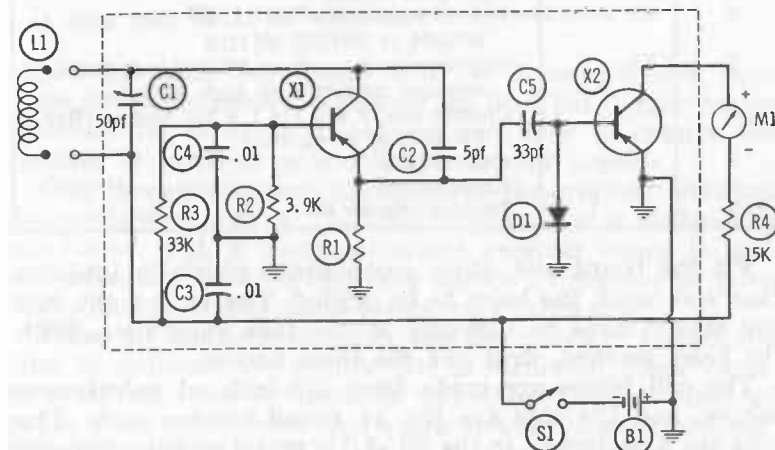 L1
C1
50pf
X1
C5
X2
C4
.01
C2
5pf
33pf
+
M1
-
R3
33K
R2
3.9K
R1
D1
R4
15K
C3
.01
S1
- +
B1